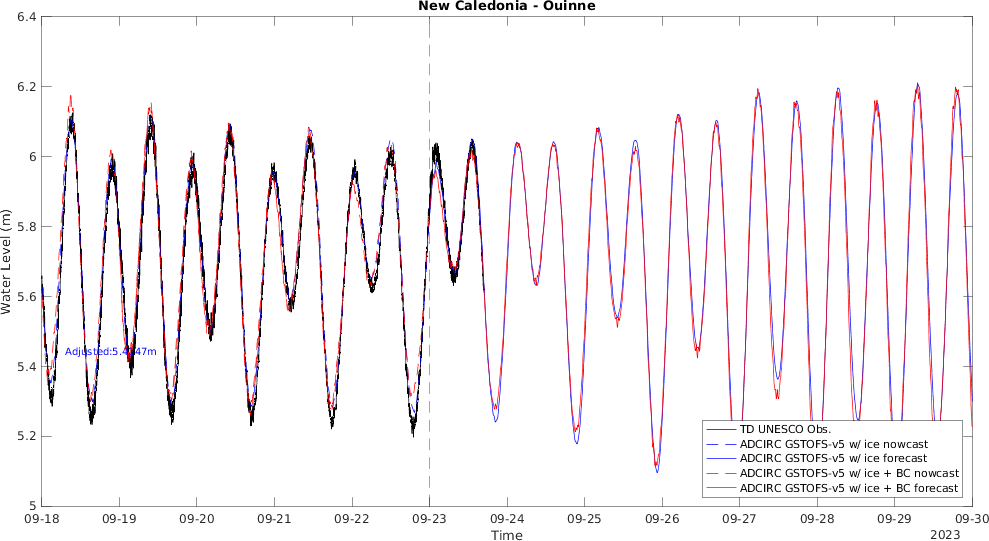 New Caledonia - Ouinne
6.4
6.2
6
5.8
5.6
5.4
5.2
5
Water Level (m)
TD UNESCO Obs.
ADCIRC GSTOFS-v5 w/ ice nowcast
ADCIRC GSTOFS-v5 w/ ice forecast
ADCIRC GSTOFS-v5 w/ ice + BC nowcast
ADCIRC GSTOFS-v5 w/ ice + BC forecast
09-18 09-19 09-20 09-21 09-22 09-23 09-24 09-25 09-26 09-27 09-28 09-29 09-30
Time
2023